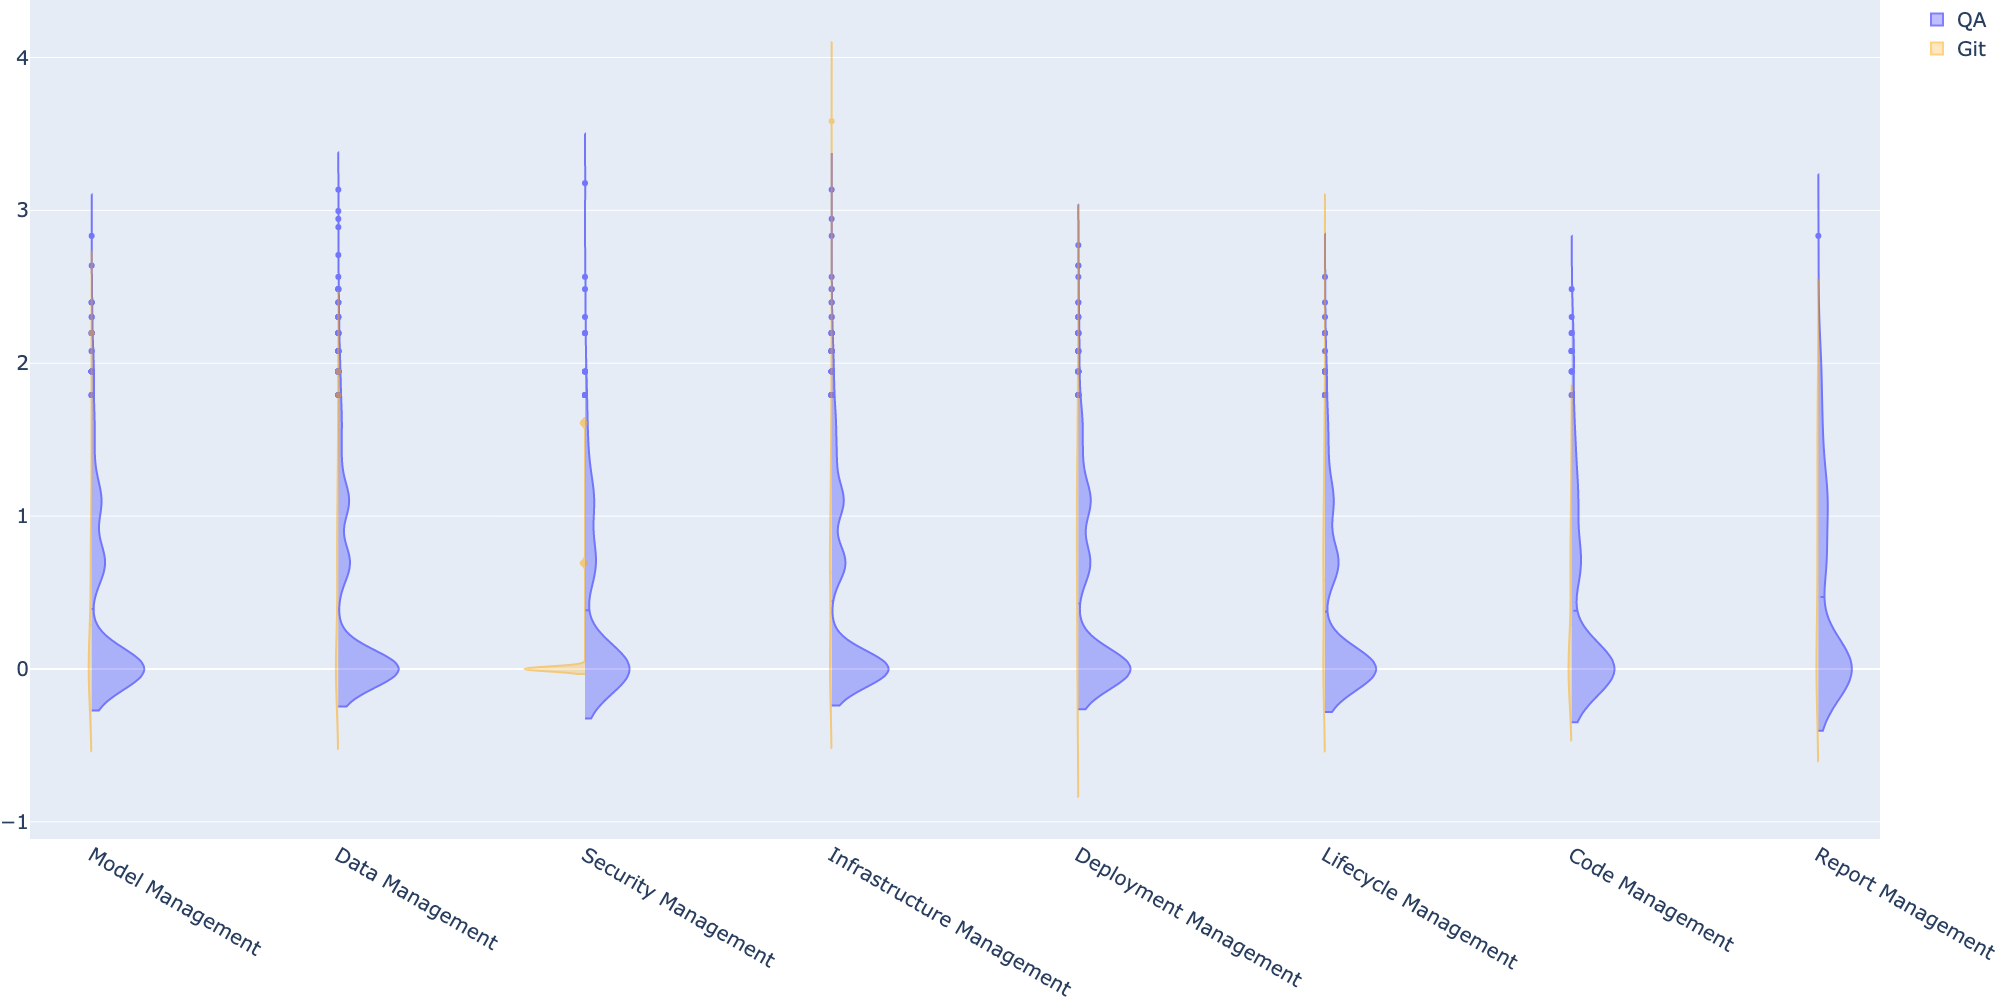 QA
Git
4
3
2
1
0
−1
Model Management
Data Management
Security Management
Infrastructure Management
Deployment Management
Lifecycle Management
Code Management
Report Management